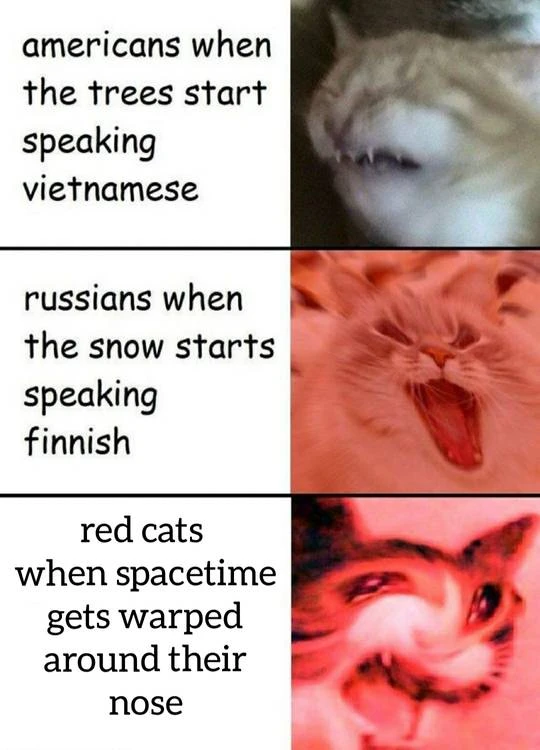 americans when
the trees start
speaking
vietnamese
russians when
the snow starts
speaking
finnish
red cats
when spacetime
gets warped
around their
nose